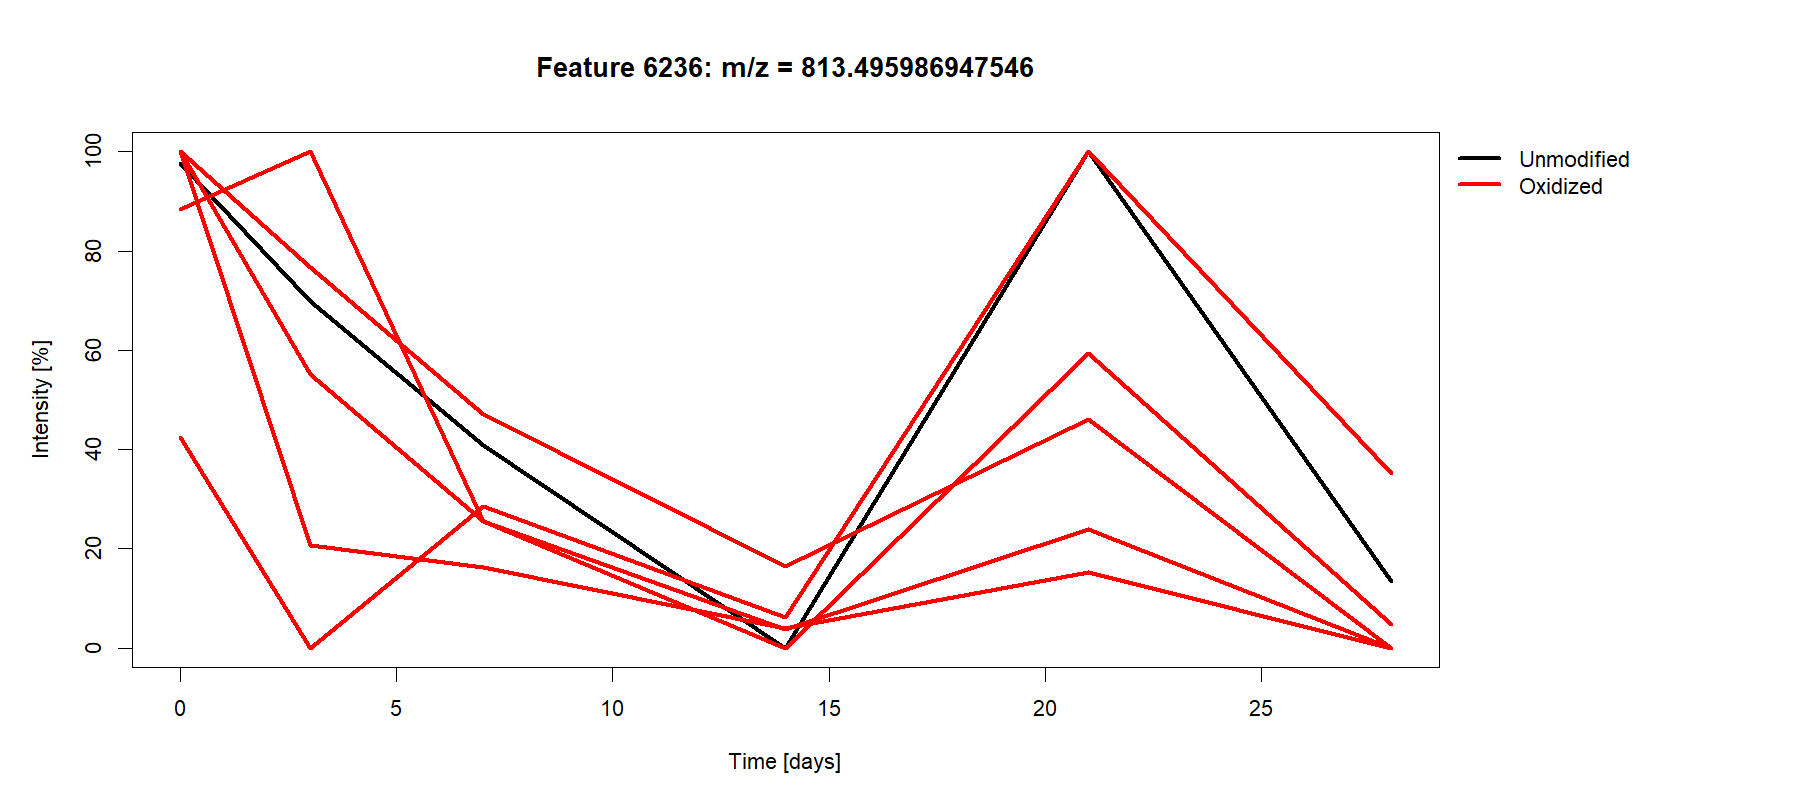 Feature 6236: m/z = 813.495986947546
Unmodified
Oxidized
Intensity [%]
100
80
60
40
20
0
0 5 10 15 20 25
Time [days]